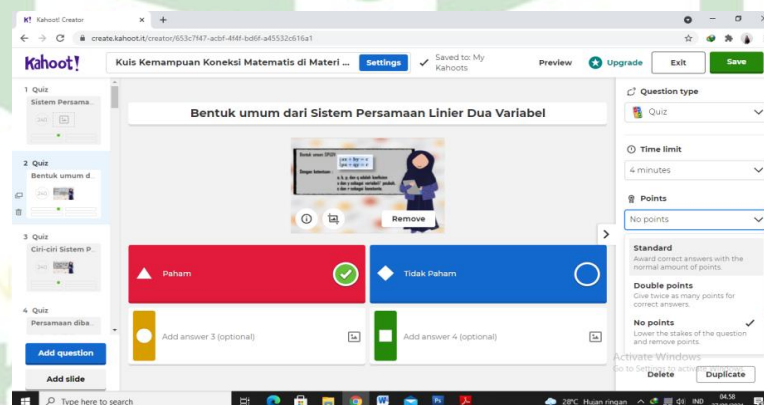 Kahoot! Creator
create.kahoot.it/creator/653c7f47-acbf-4f4f-bd6f-a45532c616a1
Kahoot!
Kuis Kemampuan Koneksi Matematis di Materi ...
Settings
Saved to: My
Kahoots
Preview
Upgrade
Exit
Save
1 Quiz
Sistem Persama..
2 Quiz
Bentuk umum d..
3 Quiz
Ciri-ciri Sistem P..
4 Quiz
Persamaan diba..
Add question
Add slide
Bentuk umum dari Sistem Persamaan Linier Dua Variabel
Bentuk umum SPLDV
Dengan ketentuan :
Remove
Paham
Tidak Paham
Add answer 3 (optional)
Add answer 4 (optional)
Question type
Quiz
Time limit
4 minutes
Points
No points
Standard
Award correct answers with the
normal amount of points.
Double points
Give twice as many points for
correct answers.
No points
Lower the stakes of the question
and remove points.
Activate Windows
Go to Settings to activate
Delete
Duplicate
Type here to search
28°C Hujan ringan
IND
04.58